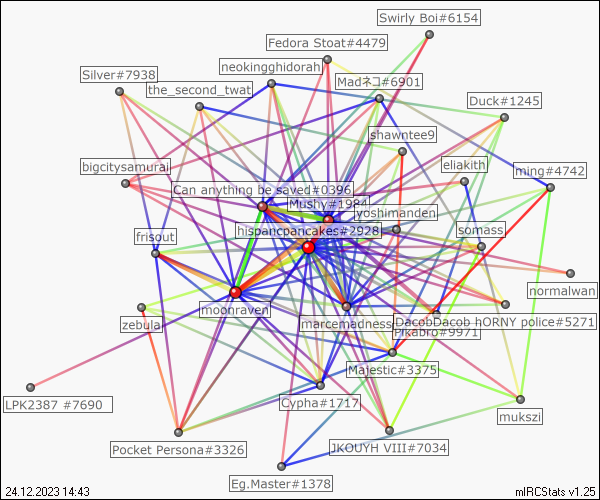 Swirly Boi#6154
Fedora Stoat#4479
neokingghidorah
Silver#7938
Madネコ#6901
the_second_twat
Duck#1245
shawntee9
bigcitysamurai
eliakith
ming#4742
Can anything be saved#0396
Mushy#1984
yoshimanden
hispancpancakes#2928
somass
frisout
normalwan
moonraven
zebula
marcemadness
DacobDacob hORNY police#5271
Pikabro#9971
Majestic#3375
LPK2387 #7690
Cypha#1717
mukszi
Pocket Persona#3326
JKOUYH VIII#7034
Eg.Master#1378
24.12.2023 14:43
mIRCStats v1.25